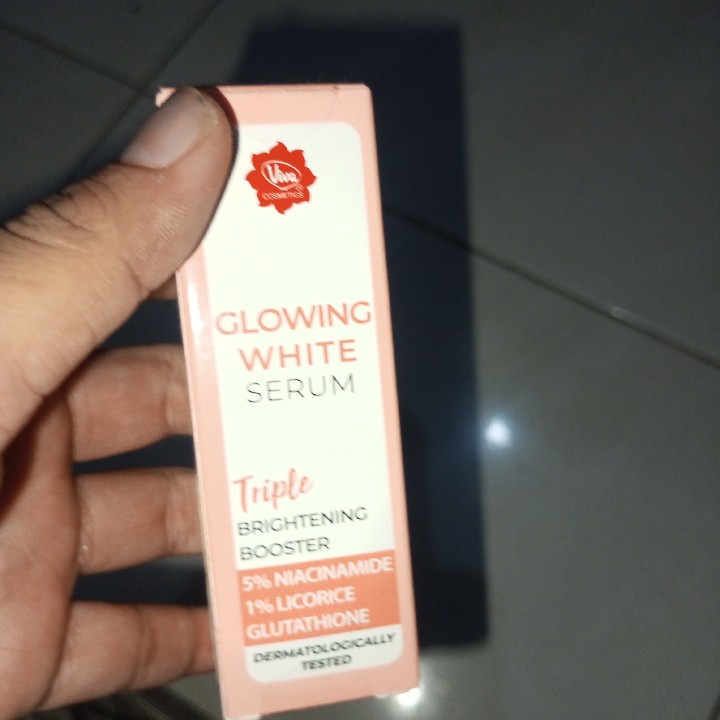 Viva
COSMETICS
GLOWING
WHITE
SERUM
Triple
BRIGHTENING
BOOSTER
5% NIACINAMIDE
1% LICORICE
GLUTATHIONE
DERMATOLOGICALLY
TESTED